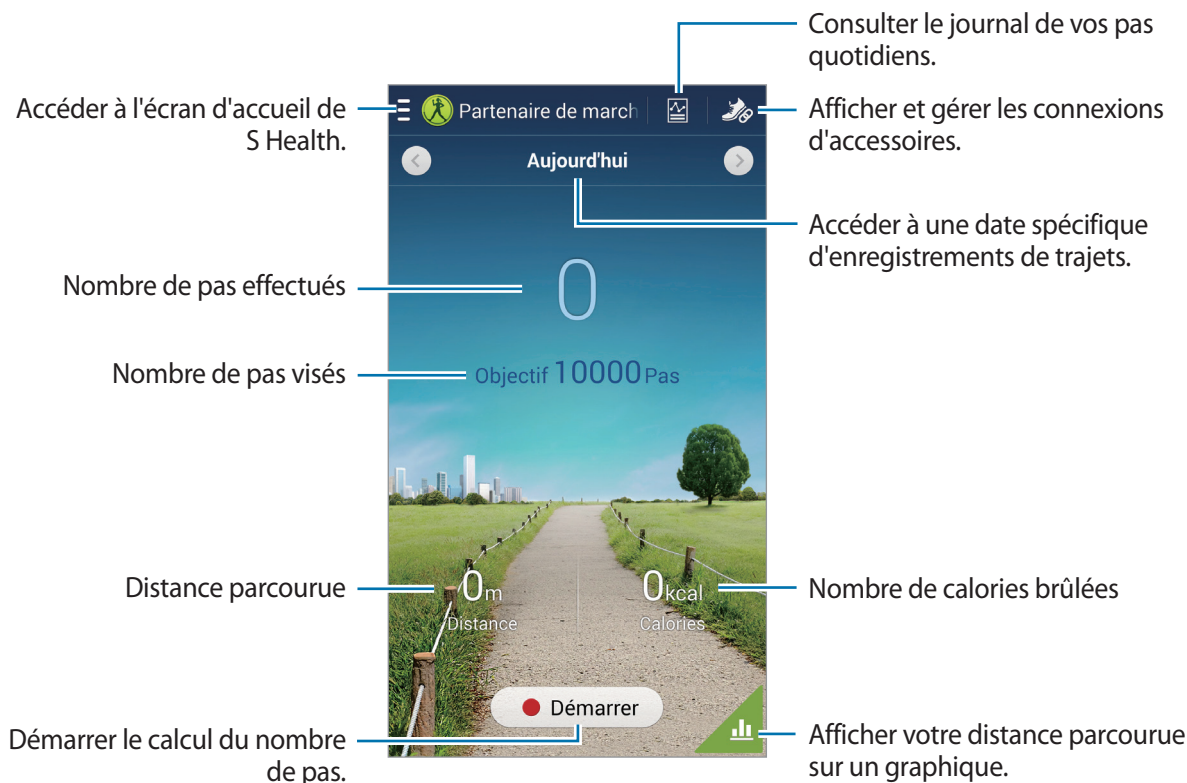 Consulter le journal de vos pas
quotidiens.
Accéder à l'écran d'accueil de
S Health.
Partenaire de march
Afficher et gérer les connexions
d'accessoires.
Aujourd'hui
Accéder à une date spécifique
d'enregistrements de trajets.
Nombre de pas effectués
0
Nombre de pas visés
Objectif 10000 Pas
Distance parcourue
0m
Distance
0kcal
Calories
Nombre de calories brûlées
Démarrer
Démarrer le calcul du nombre
de pas.
Afficher votre distance parcourue
sur un graphique.